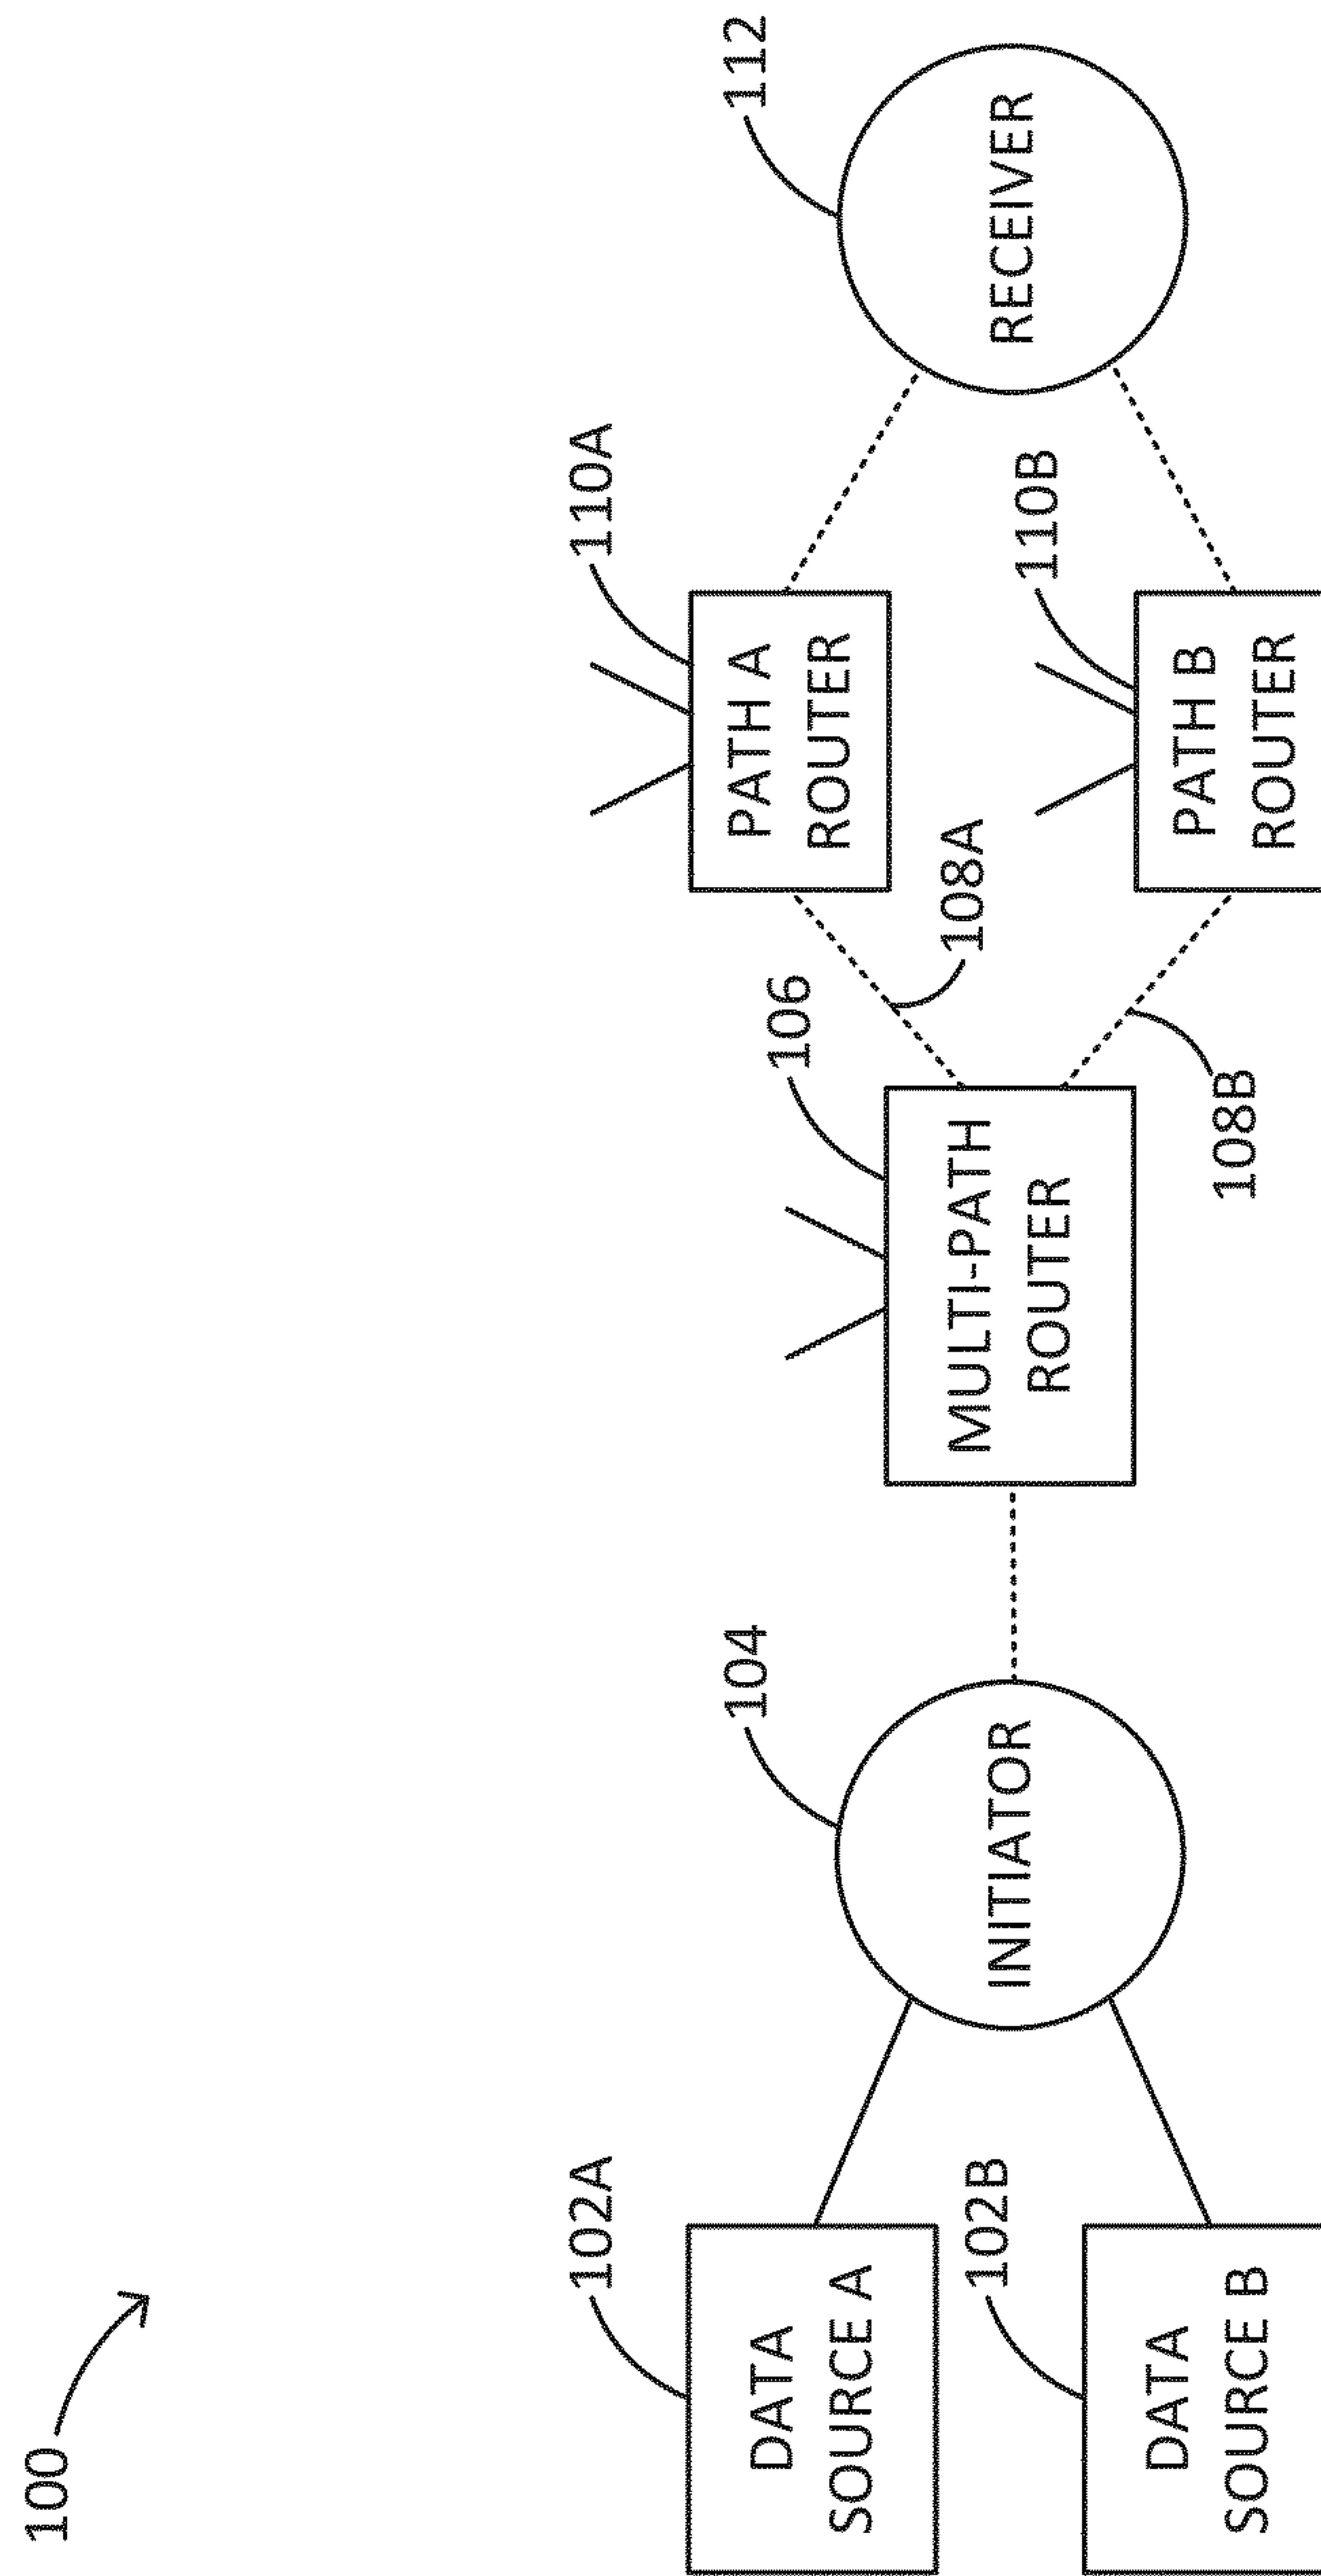 100
102A
DATA
SOURCE A
102B
DATA
SOURCE B
104
INITIATOR
106
MULTI-PATH
ROUTER
108A
108B
110A
PATH A
ROUTER
110B
PATH B
ROUTER
112
RECEIVER